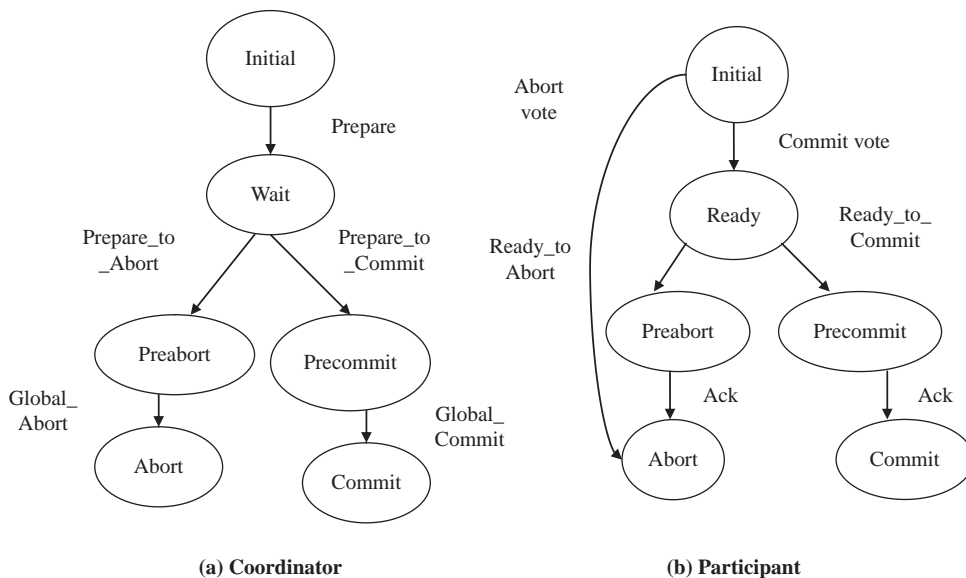 Initial
Prepare
Wait
Prepare_to
_Abort
Prepare_to
_Commit
Preabort
Precommit
Global_
Abort
Global_
Commit
Abort
Commit
(a) Coordinator
Initial
Abort
vote
Commit vote
Ready
Ready_to_
Commit
Ready_to
Abort
Preabort
Precommit
Ack
Ack
Abort
Commit
(b) Participant